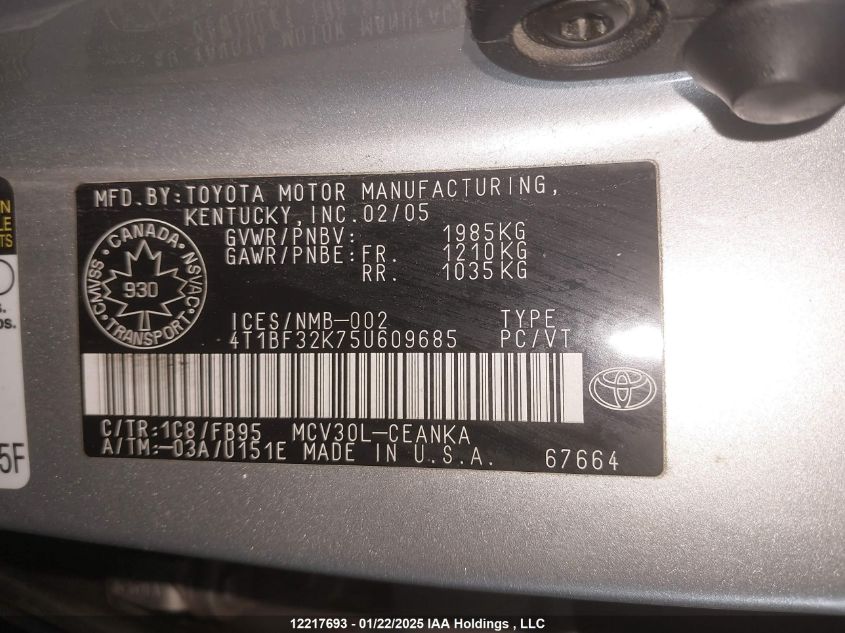 MFD. BY: TOYOTA MOTOR MANUFACTURING,
KENTUCKY, INC. 02/05
GVWR/PNBV: 1985KG
GAWR/PNBE: FR. 1210KG
RR. 1035KG
CANADA
CMVSS 930 NSVAC
TRANSPORT
ICES/NMB-002 TYPE
4T1BF32K75U609685 PC/VT
C/TR: 1C8/FB95 MCV30L-CEANKA
A/TM: -03A/U151E MADE IN U.S.A. 67664
5F
12217693 - 01/22/2025 IAA Holdings , LLC